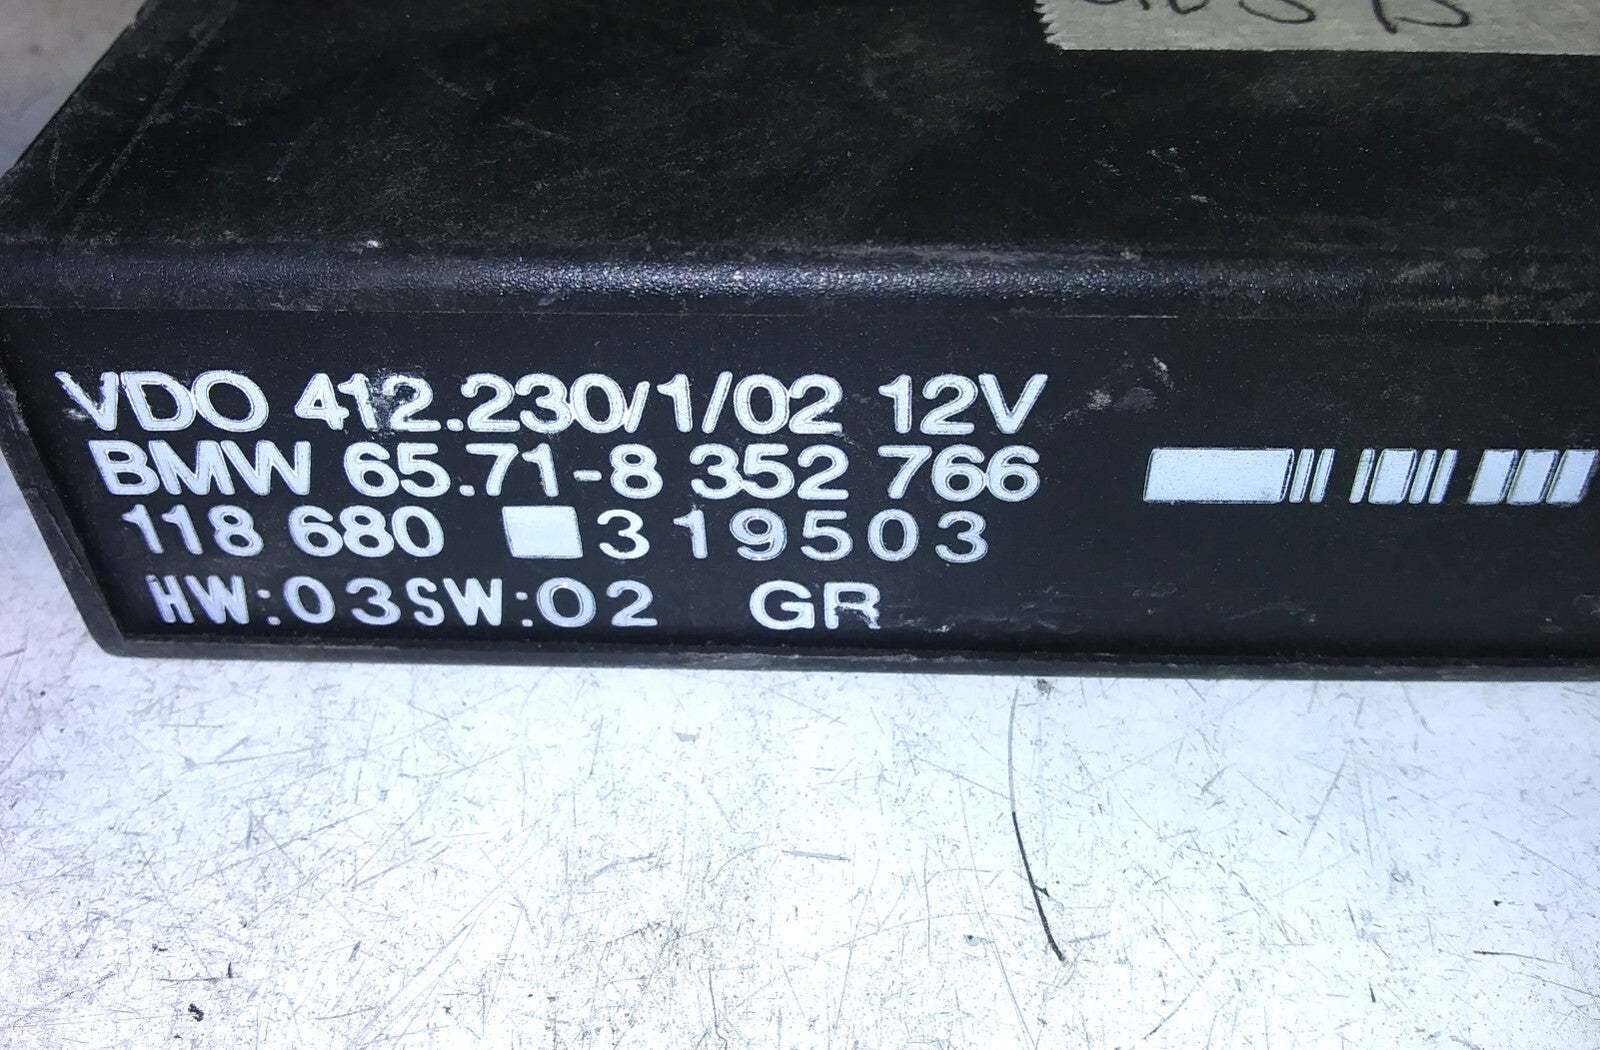 VDO 412.230/1/02 12V
BMW 65.71-8 352 766
118 680 319503
HW:03SW:02 GR